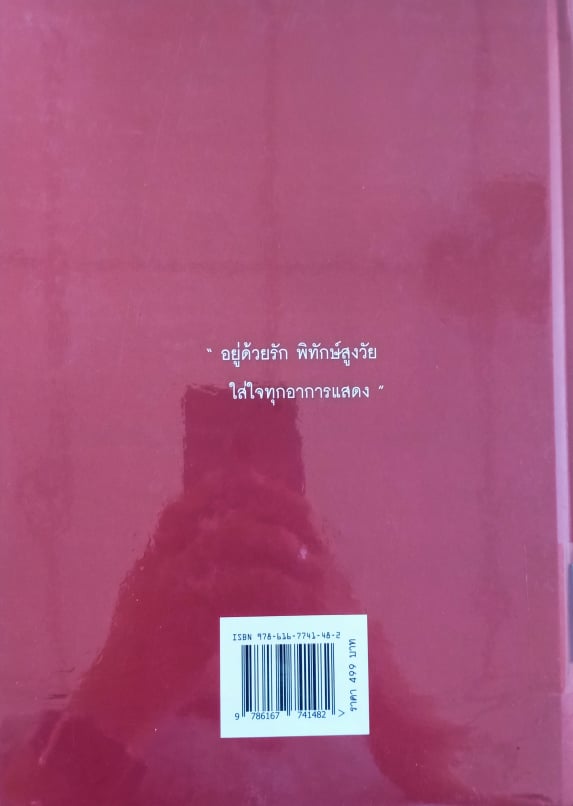 “ อยู่ด้วยรัก พิทักษ์สูงวัย
ใส่ใจทุกอาการแสดง ”
ISBN 978-616-7741-48-2
9 786167 741482
ราคา 499 บาท